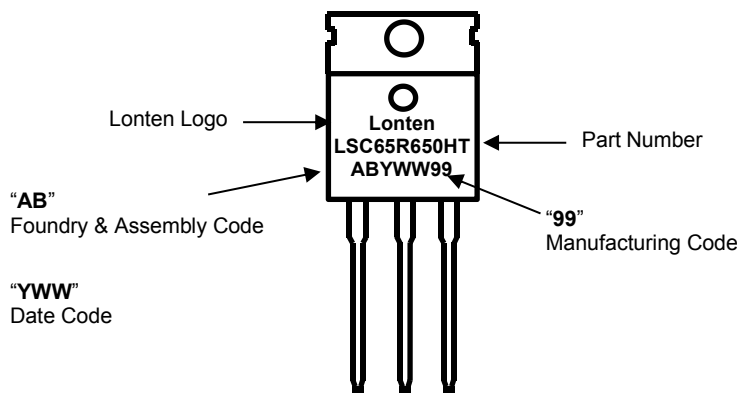 Lonten Logo
Lonten
LSC65R650HT
ABYWW99
Part Number
“AB”
Foundry & Assembly Code
“99”
Manufacturing Code
“YWW”
Date Code